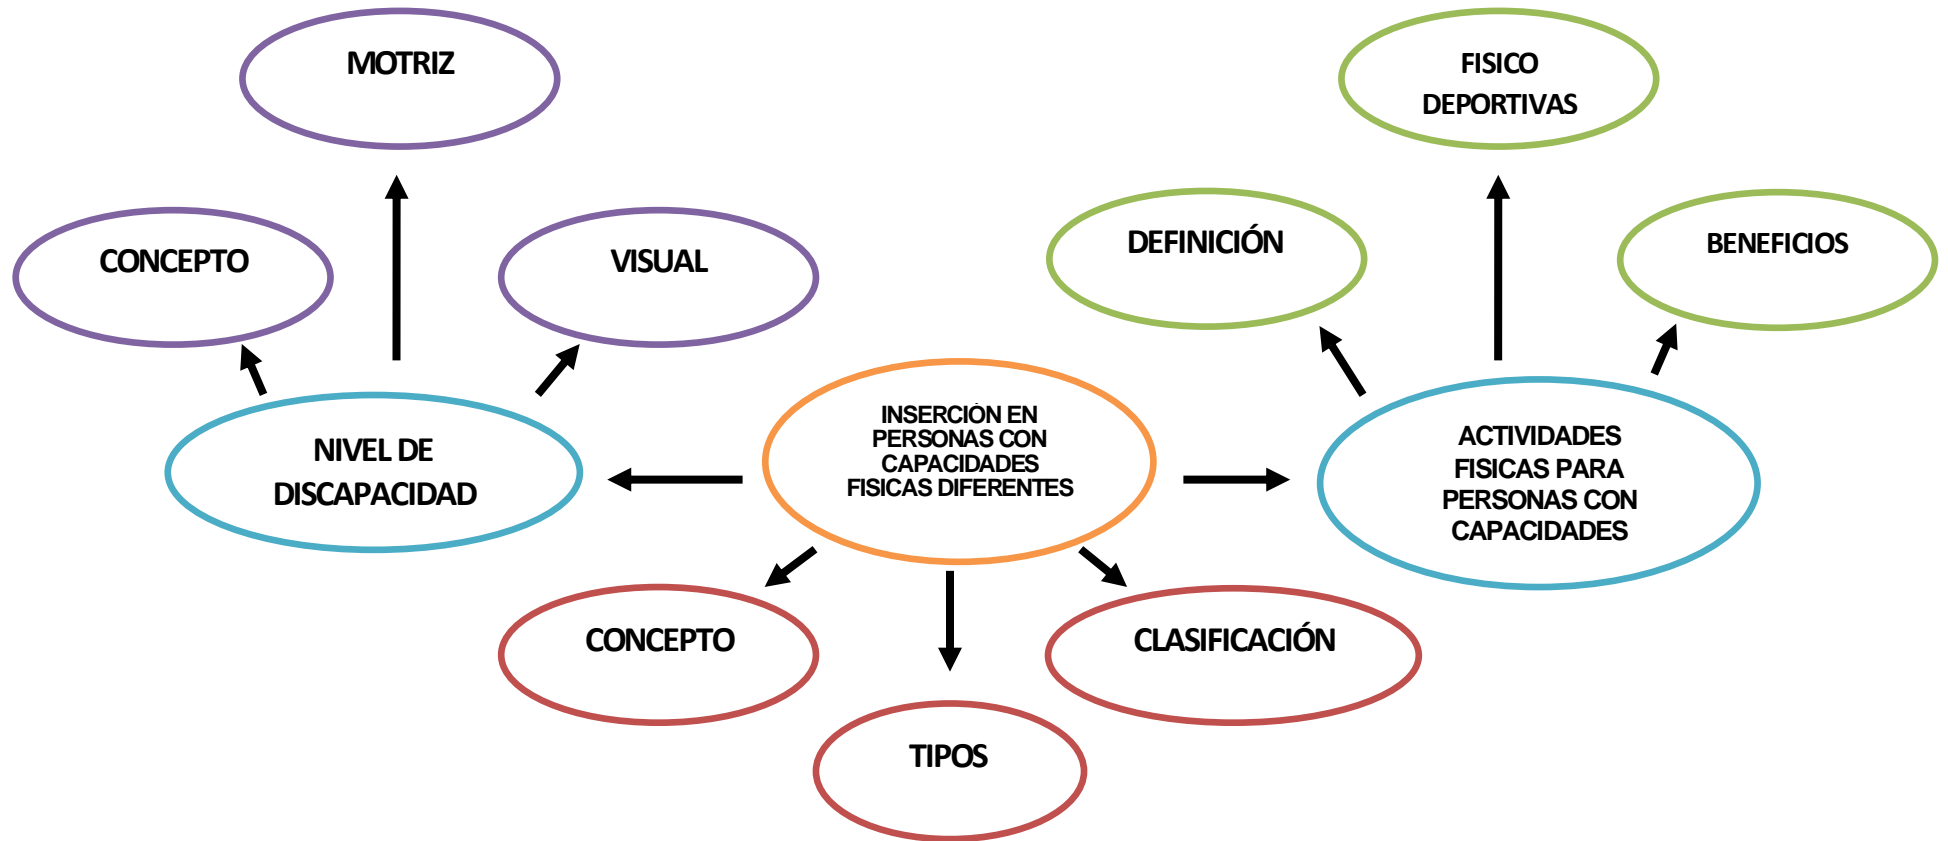 MOTRIZ
FISICO
DEPORTIVAS
CONCEPTO
VISUAL
DEFINICIÓN
BENEFICIOS
NIVEL DE
DISCAPACIDAD
INSERCIÓN EN
PERSONAS CON
CAPACIDADES
FISICAS DIFERENTES
ACTIVIDADES
FISICAS PARA
PERSONAS CON
CAPACIDADES
CONCEPTO
CLASIFICACIÓN
TIPOS